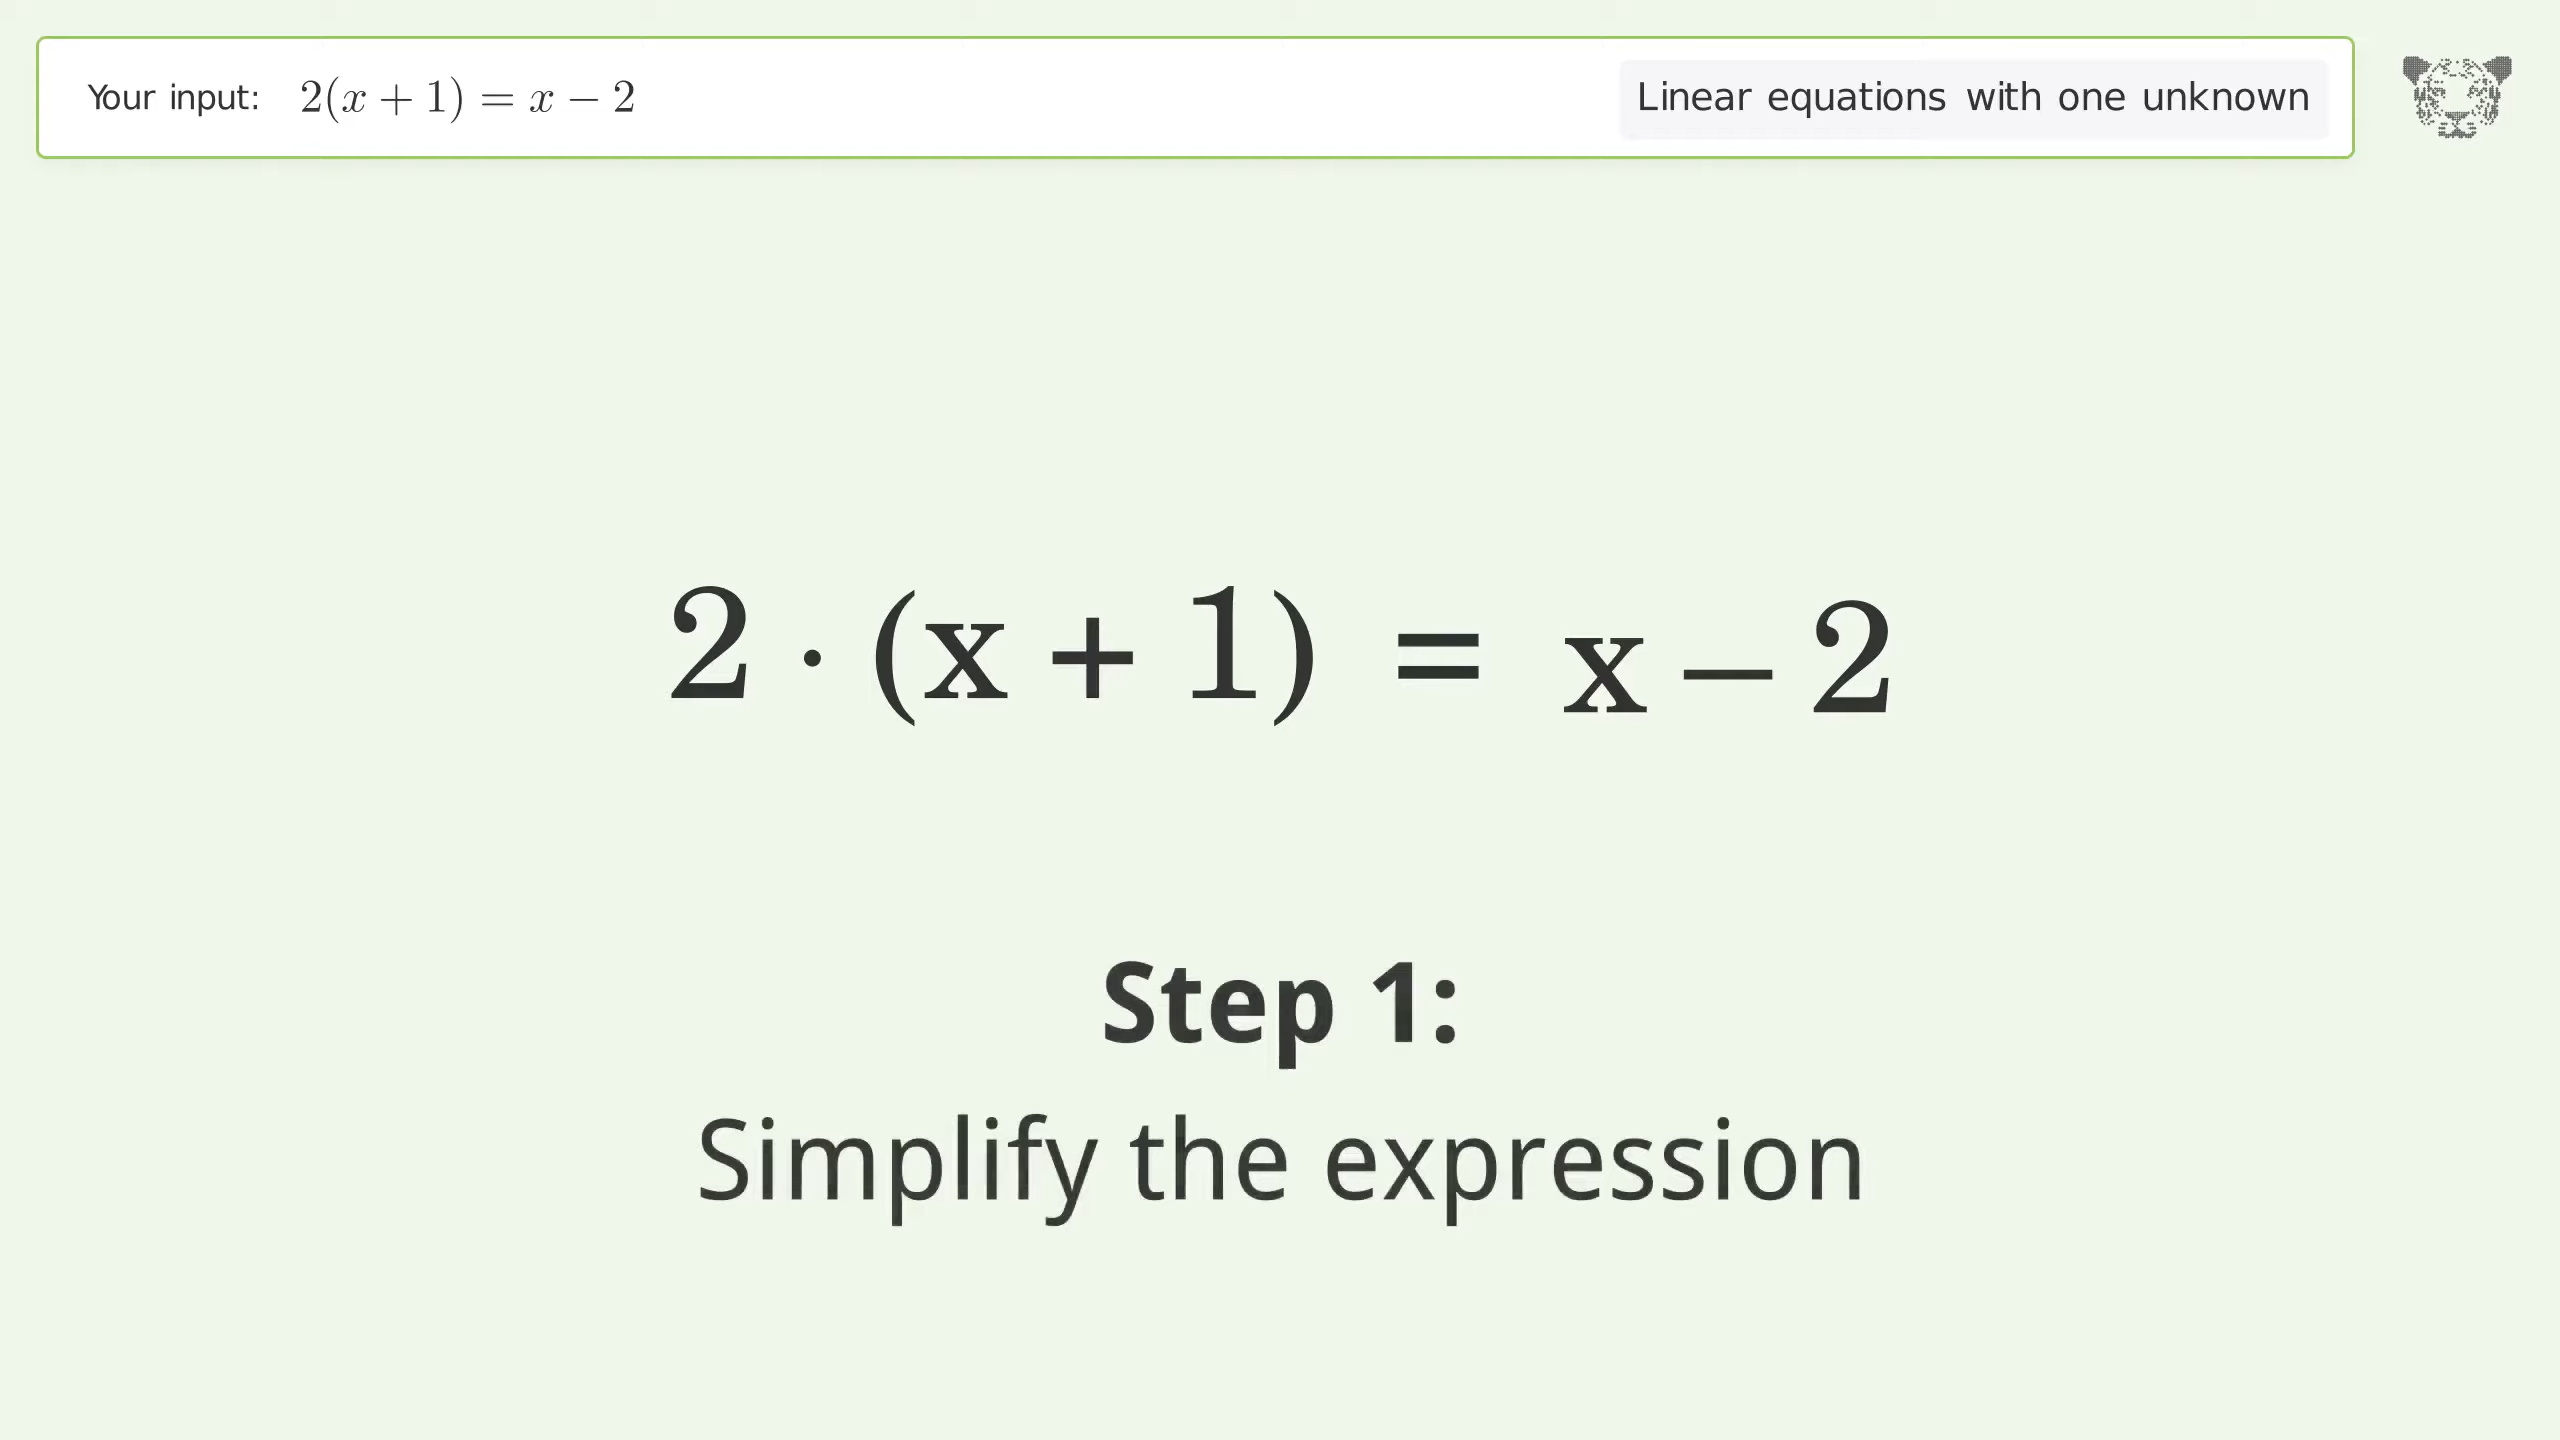 Your input: 2(x + 1) = x − 2
Linear equations with one unknown
2 · (x + 1) = x − 2
Step 1:
Simplify the expression